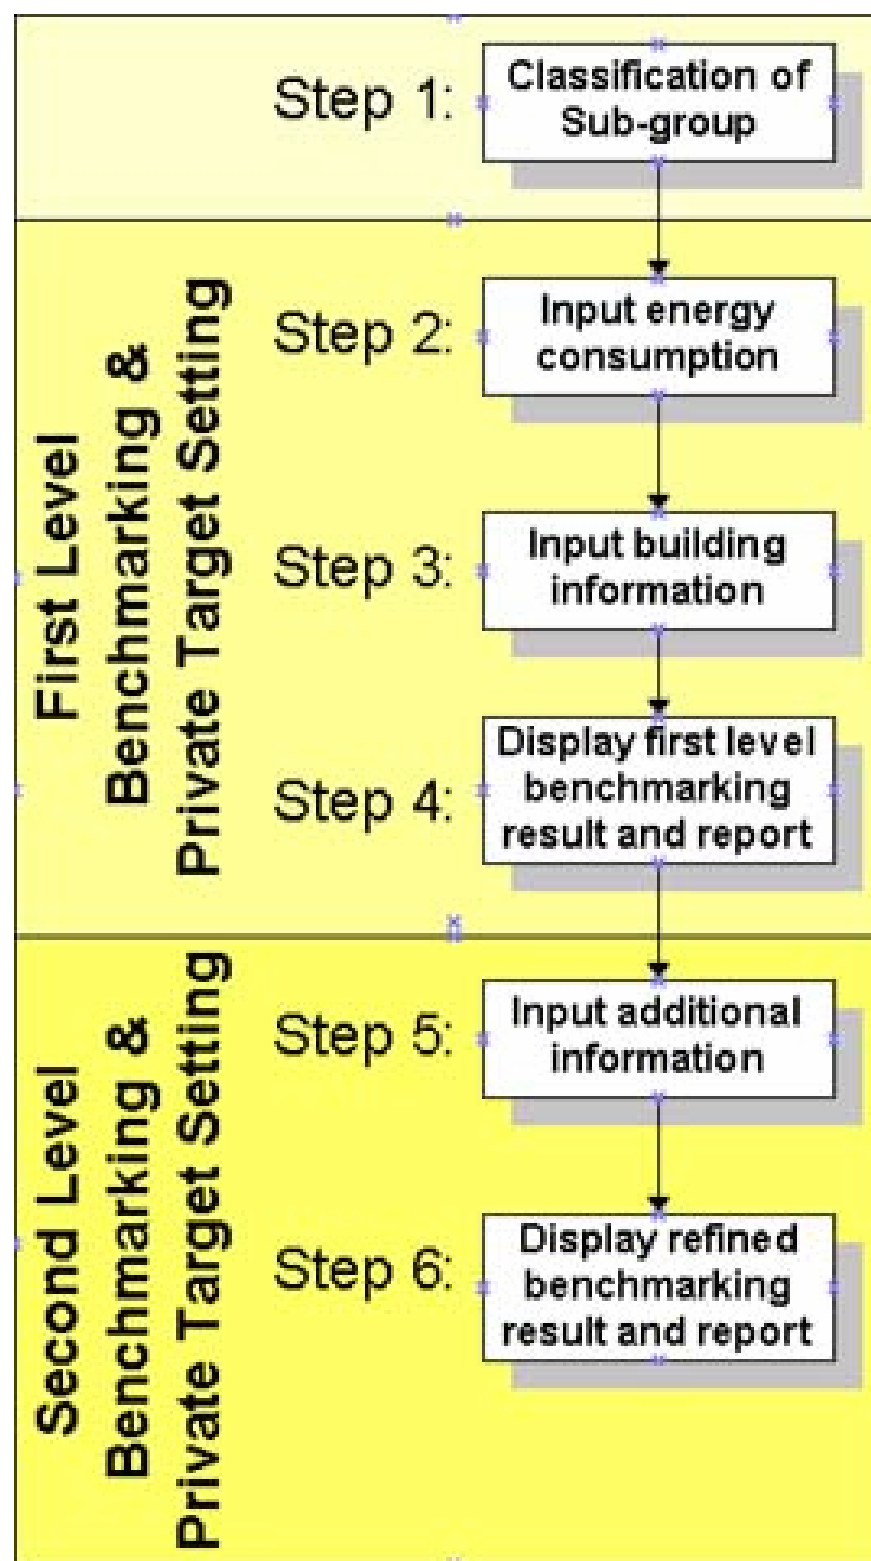 Step 1:
Classification of
Sub-group
First Level
Benchmarking &
Private Target Setting
Step 2:
Input energy
consumption
Step 3:
Input building
information
Step 4:
Display first level
benchmarking
result and report
Second Level
Benchmarking &
Private Target Setting
Step 5:
Input additional
information
Step 6:
Display refined
benchmarking
result and report